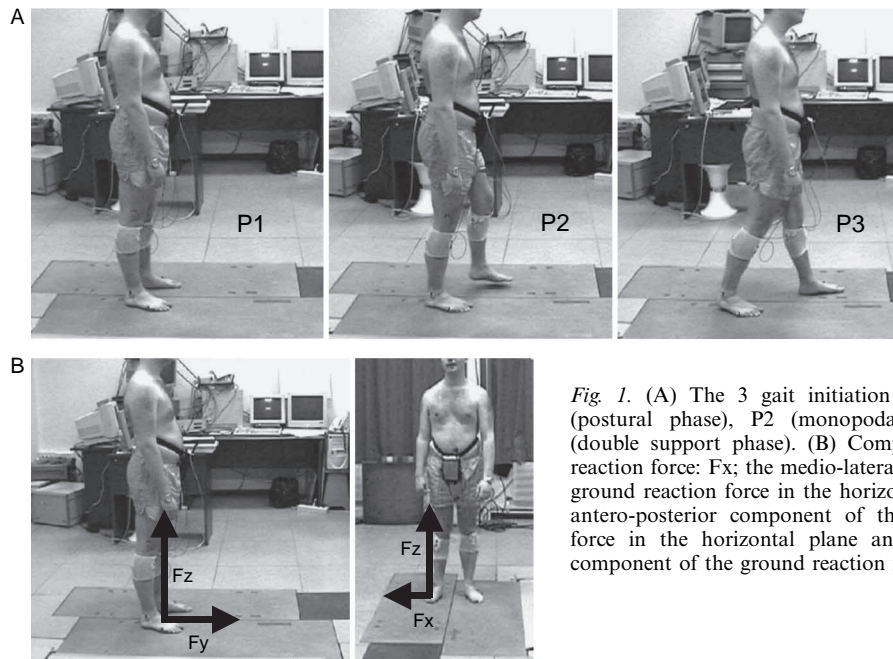 A
P1
P2
P3
B
Fz
Fy
Fz
Fx
Fig. 1. (A) The 3 gait initiation
(postural phase), P2 (monopoda
(double support phase). (B) Comp
reaction force: Fx; the medio-latera
ground reaction force in the horizo
antero-posterior component of th
force in the horizontal plane an
component of the ground reaction